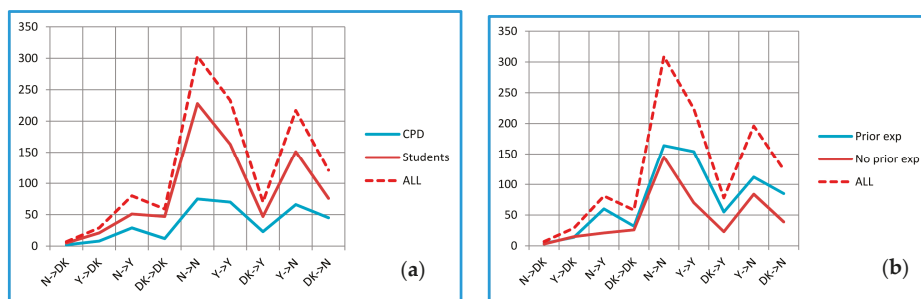 350
300
250
200
150
100
50
0
N->DK
Y->DK
N->Y
DK->DK
N->N
Y->Y
DK->Y
Y->N
DK->N
CPD
Students
ALL
(a)
350
300
250
200
150
100
50
0
N->DK
Y->DK
N->Y
DK->DK
N->N
Y->Y
DK->Y
Y->N
DK->N
Prior exp
No prior exp
ALL
(b)